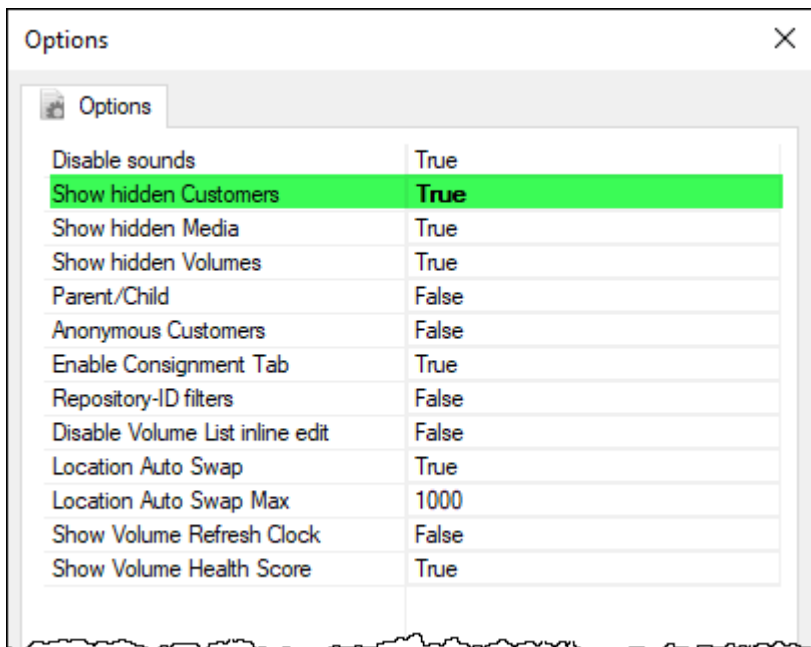 Options
Options
Disable sounds True
Show hidden Customers True
Show hidden Media True
Show hidden Volumes True
Parent/Child False
Anonymous Customers False
Enable Consignment Tab True
Repository-ID filters False
Disable Volume List inline edit False
Location Auto Swap True
Location Auto Swap Max 1000
Show Volume Refresh Clock False
Show Volume Health Score True